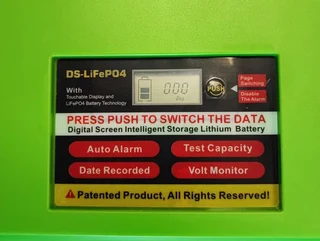 DS-LiFePO4
With
Touchable Display and
LiFePO4 Battery Technology
000
PUSH
Page
Switching
Disable
The Alarm
PRESS PUSH TO SWITCH THE DATA
Digital Screen Intelligent Storage Lithium Battery
Auto Alarm
Test Capacity
Date Recorded
Volt Monitor
Patented Product, All Rights Reserved!